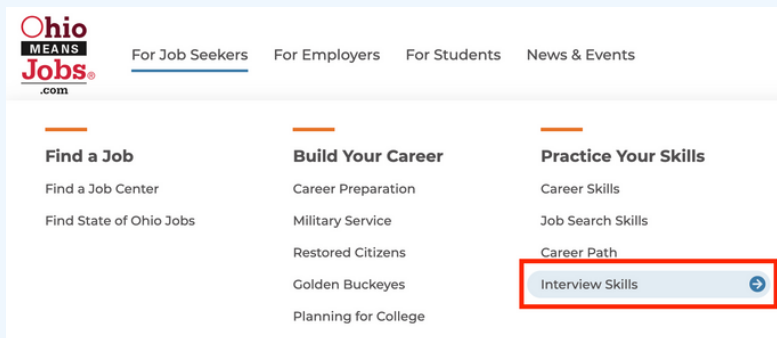 Ohio
MEANS
Jobs®
.com
For Job Seekers
For Employers
For Students
News & Events
Find a Job
Find a Job Center
Find State of Ohio Jobs
Build Your Career
Career Preparation
Military Service
Restored Citizens
Golden Buckeyes
Planning for College
Practice Your Skills
Career Skills
Job Search Skills
Career Path
Interview Skills